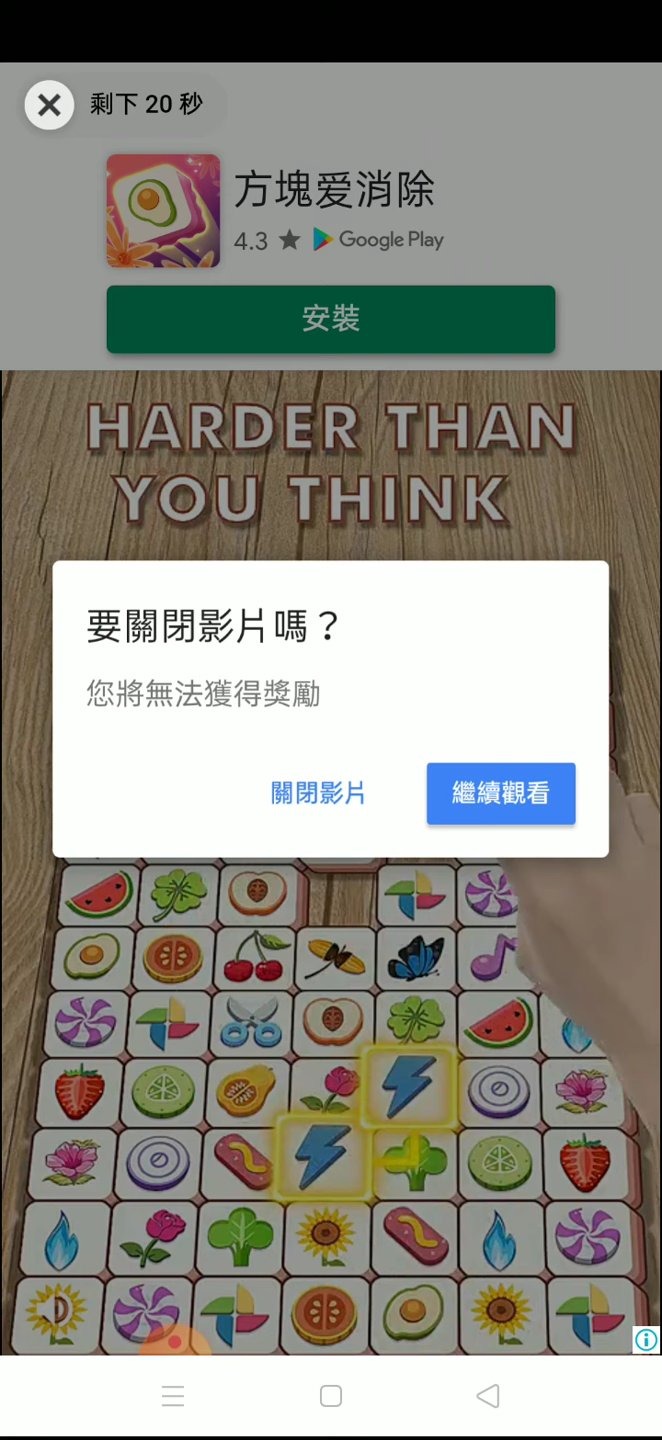 剩下 20 秒
方塊爱消除
4.3 ★ Google Play
安裝
HARDER THAN
YOU THINK
要關閉影片嗎？
您將無法獲得獎勵
關閉影片
繼續觀看